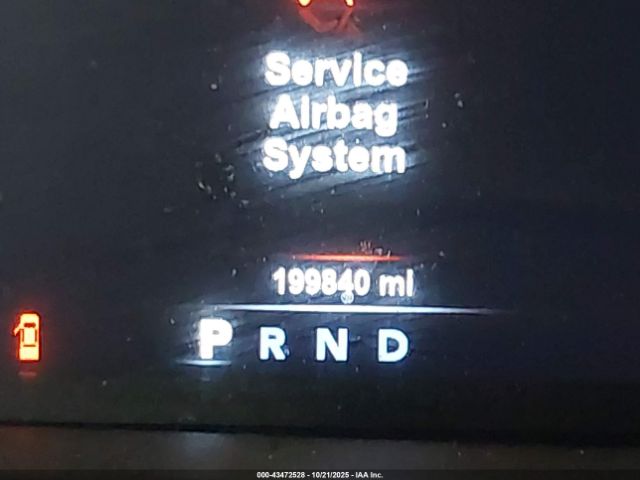 Service
Airbag
System
199840 mi
P R N D
000-43472528 - 10/21/2025 - IAA Inc.